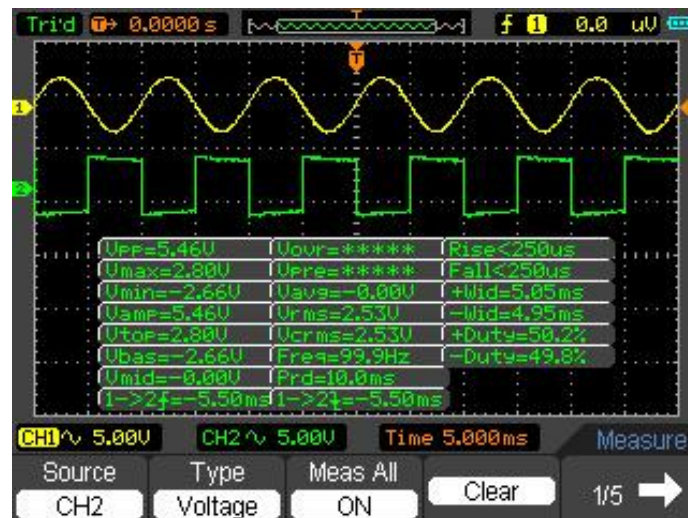 Tri'd T→ 0.0000 s T ƒ 1 0.0 uV
T
1
2
Vpp=5.46V Vovr=***** Rise<250us
Vmax=2.80V Vpre=***** Fall<250us
Vmin=-2.66V Vavg=-0.00V +Wid=5.05ms
Vamp=5.46V Vrms=2.53V -Wid=4.95ms
Vtop=2.80V Vcrms=2.53V +Duty=50.2%
Vbas=-2.66V Freq=99.9Hz -Duty=49.8%
Vmid=-0.00V Prd=10.0ms
1->2↑=-5.50ms 1->2↓=-5.50ms
CH1∿ 5.00V CH2∿ 5.00V Time 5.000ms Measure
Source Type Meas All Clear 1/5
CH2 Voltage ON